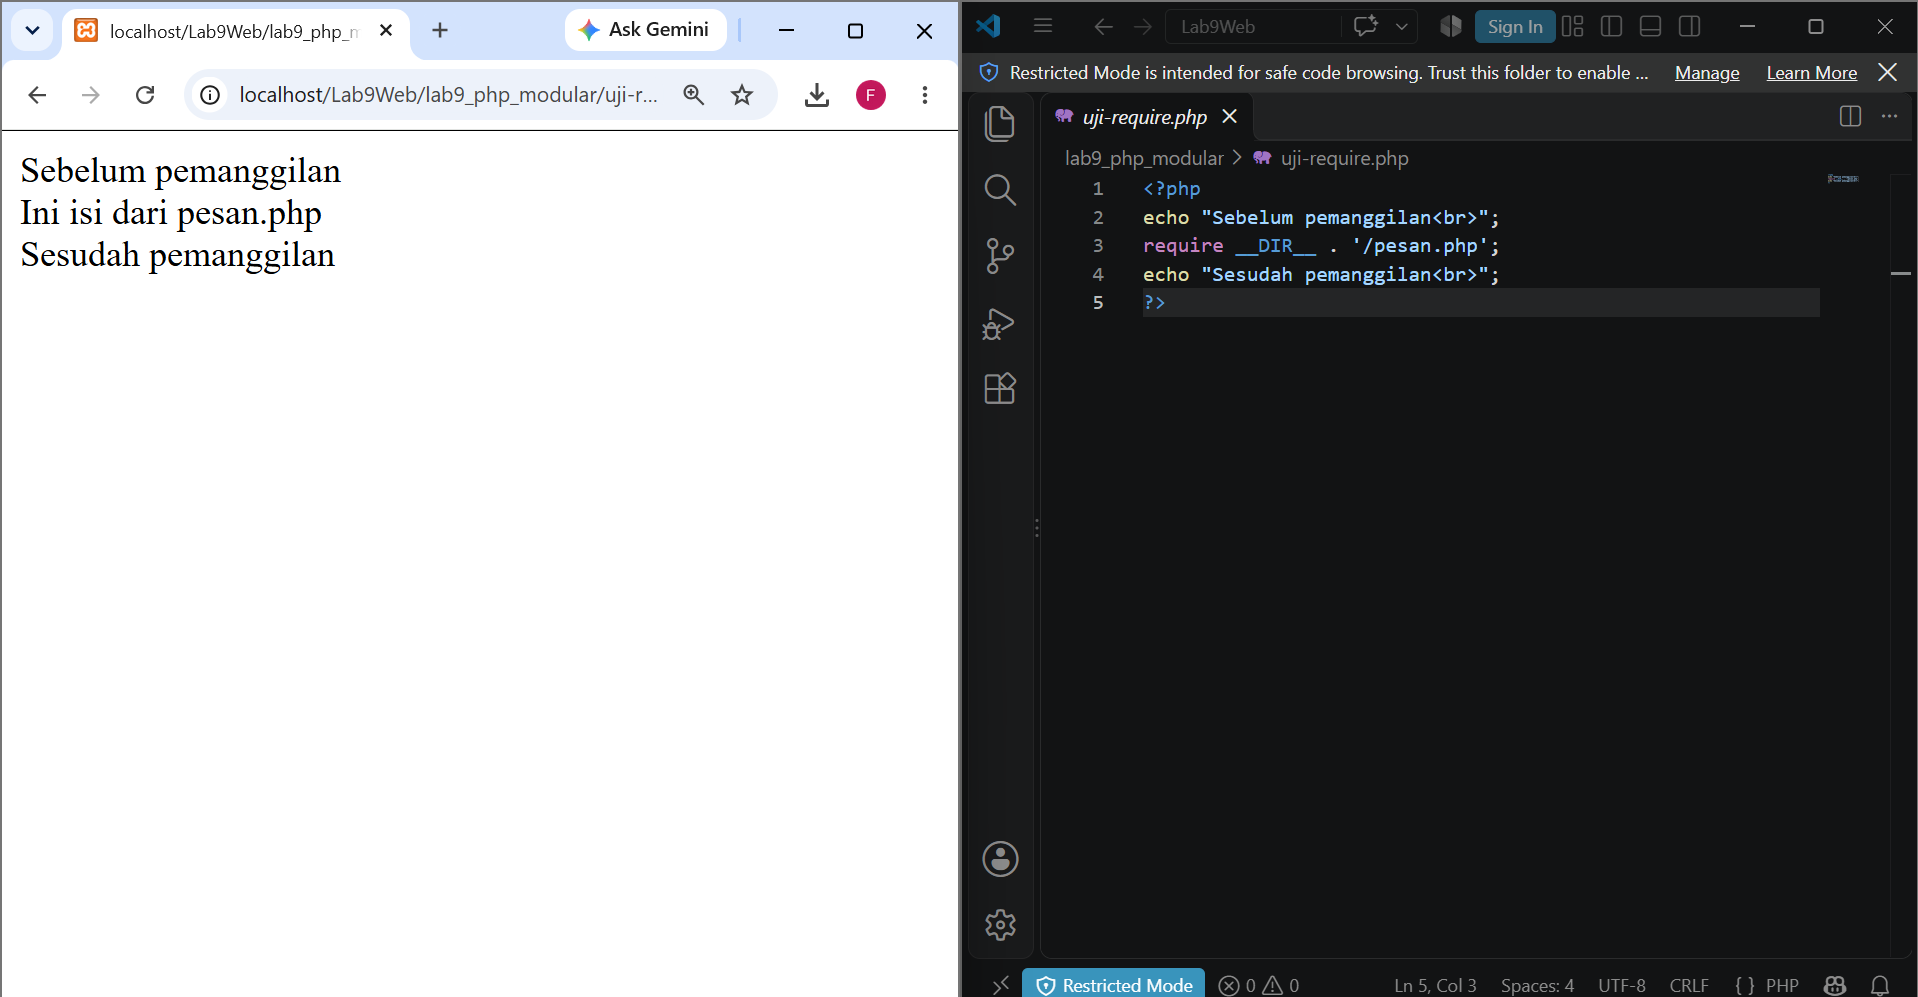 localhost/Lab9Web/lab9_php_m
Ask Gemini
localhost/Lab9Web/lab9_php_modular/uji-r...
F
Sebelum pemanggilan
Ini isi dari pesan.php
Sesudah pemanggilan
Lab9Web
Sign In
Restricted Mode is intended for safe code browsing. Trust this folder to enable ...
Manage
Learn More
uji-require.php
lab9_php_modular > uji-require.php
1 <?php
2 echo "Sebelum pemanggilan<br>";
3 require __DIR__ . '/pesan.php';
4 echo "Sesudah pemanggilan<br>";
5 ?>
Restricted Mode
0
0
Ln 5, Col 3
Spaces: 4
UTF-8
CRLF
{ } PHP